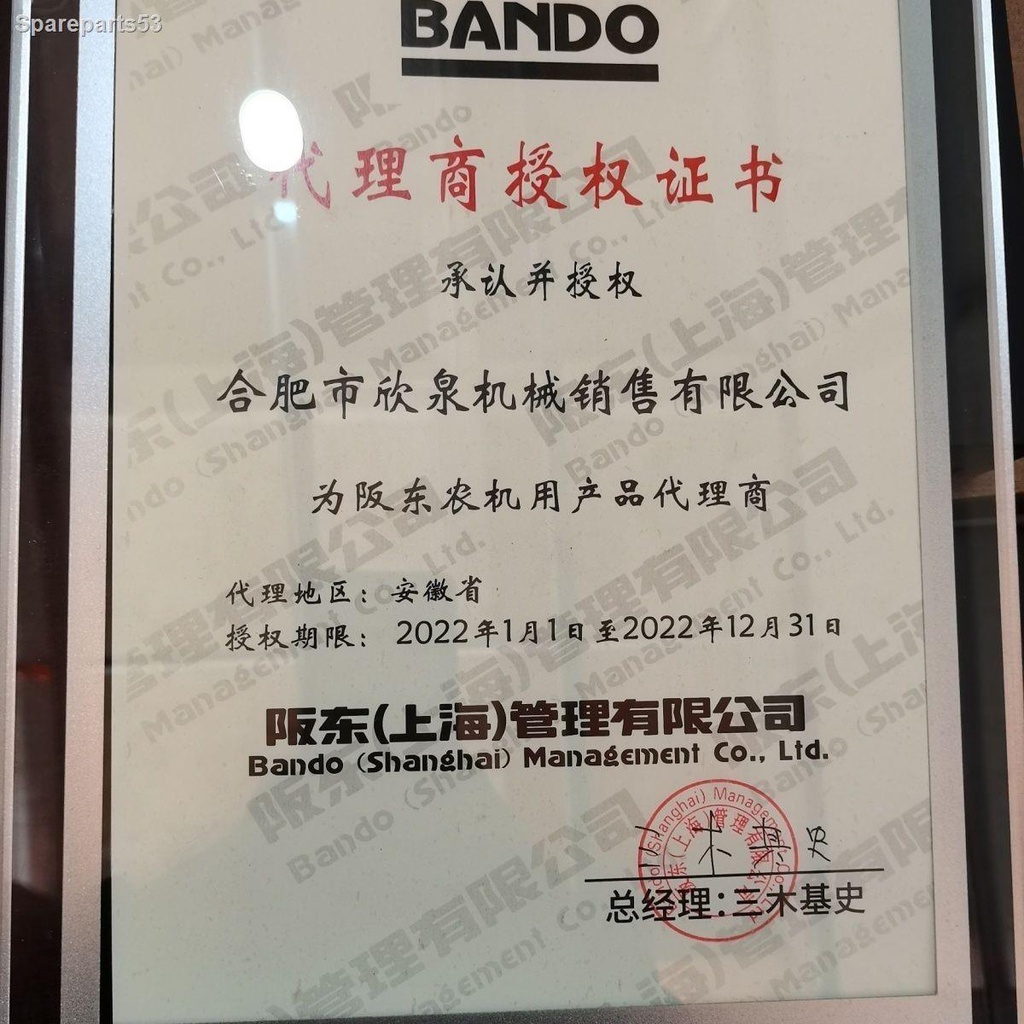 Spareparts53
BANDO
代理商授权证书
承认并授权
合肥市欣泉机械销售有限公司
为阪东农机用产品代理商
代理地区：安徽省
授权期限：2022年1月1日至2022年12月31日
阪东(上海)管理有限公司
Bando (Shanghai) Management Co., Ltd.
总经理:三木基史